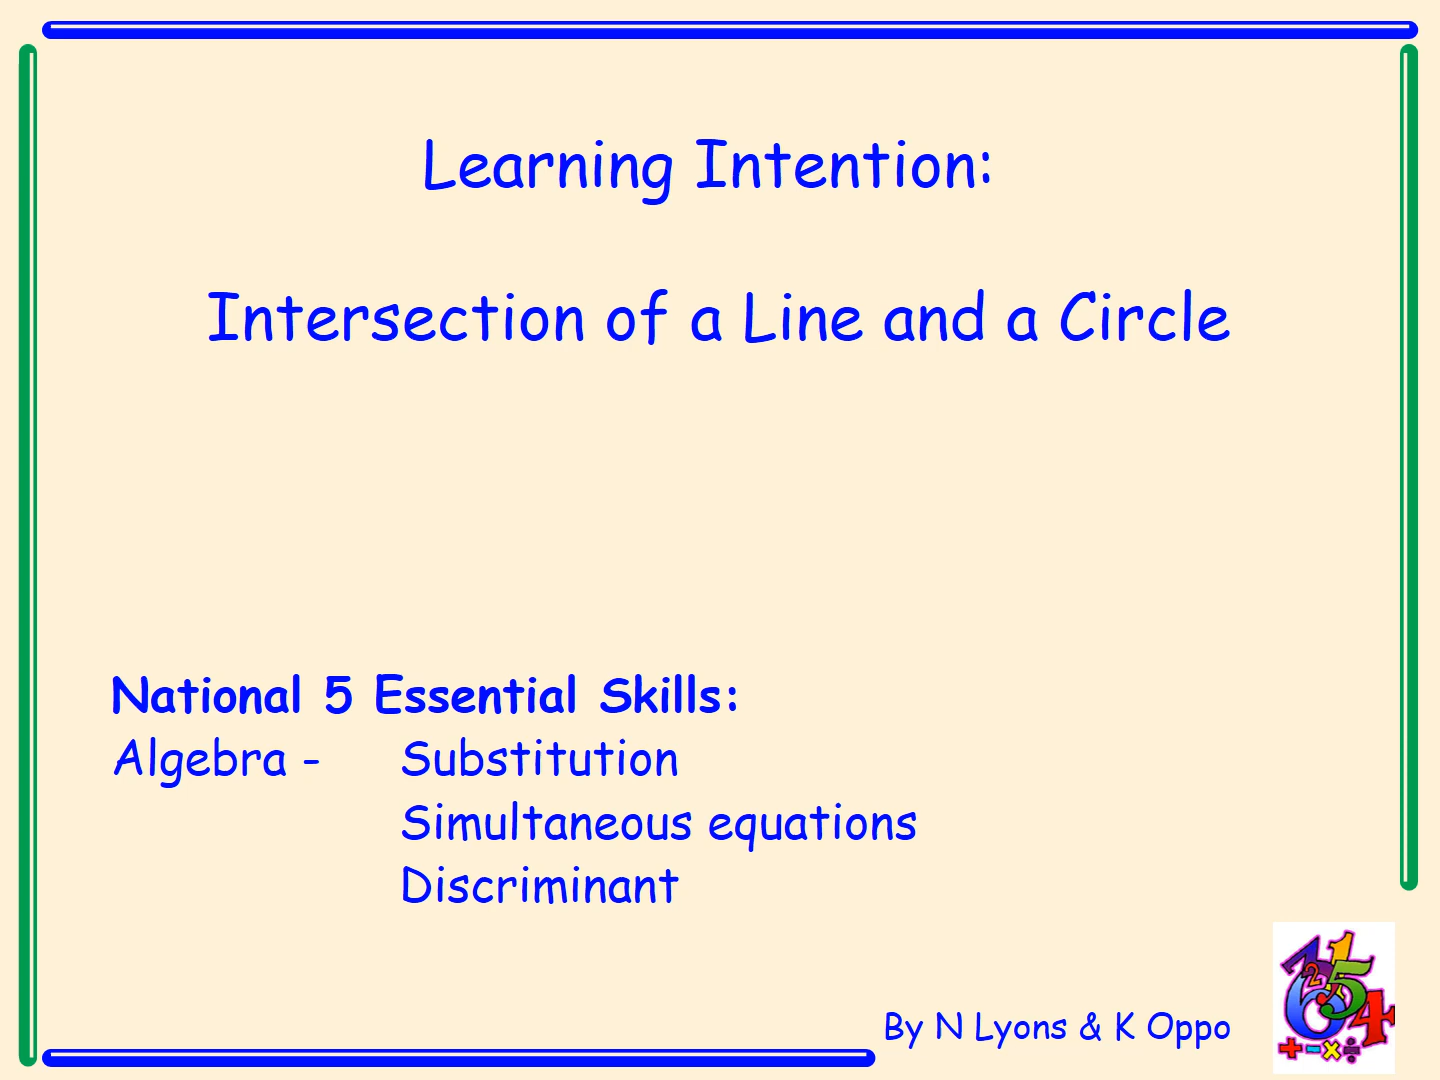 Learning Intention:
Intersection of a Line and a Circle
National 5 Essential Skills:
Algebra - Substitution
Simultaneous equations
Discriminant
By N Lyons & K Oppo